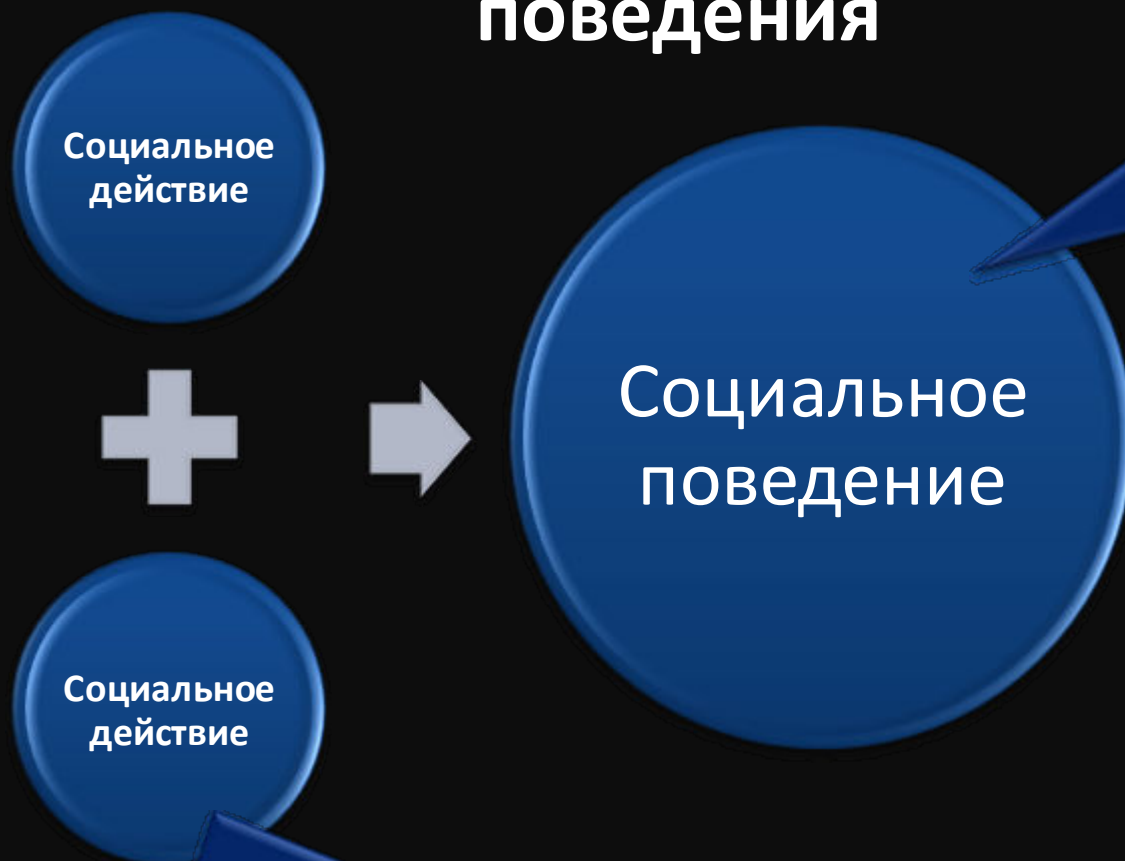 поведения
Социальное
действие
Социальное
поведение
Социальное
действие